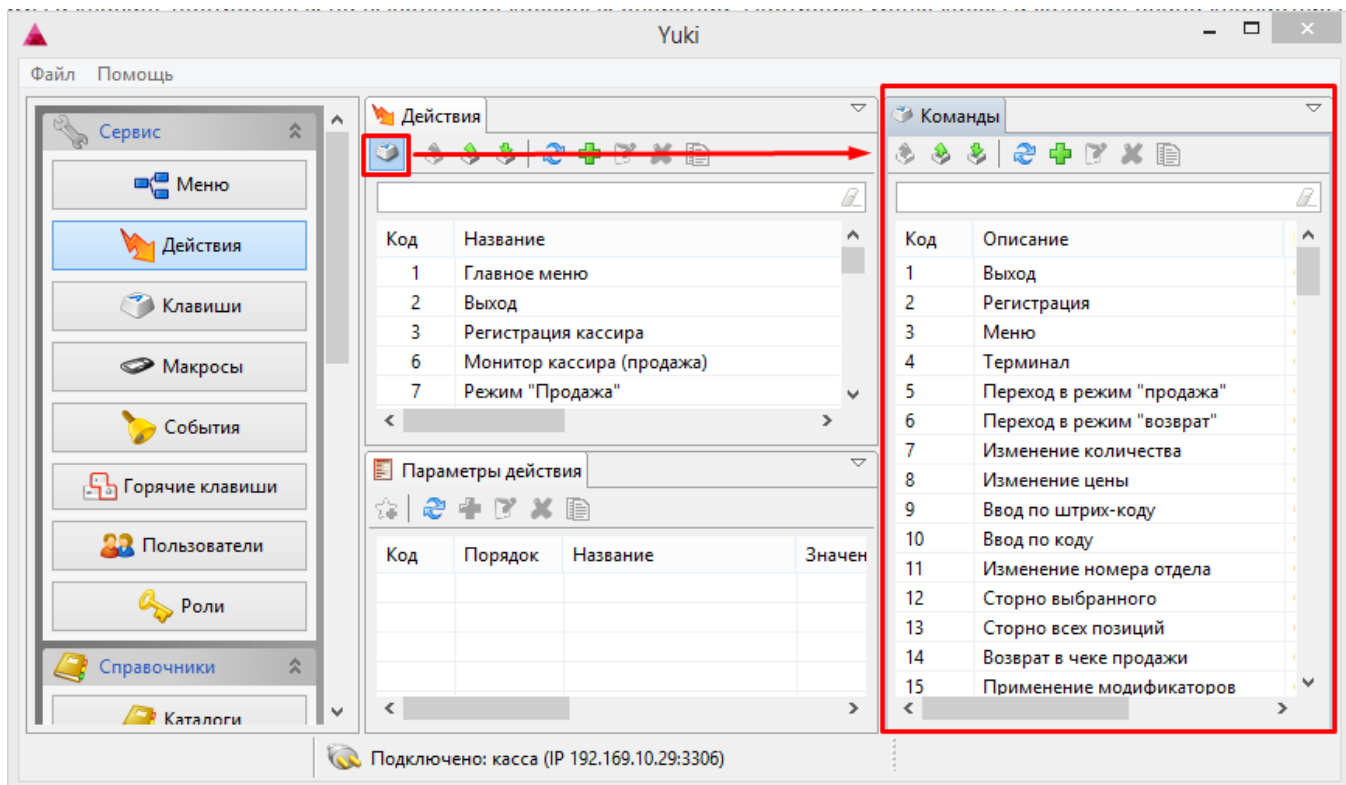 Yuki
Файл Помощь
Сервис
Меню
Действия
Клавиши
Макросы
События
Горячие клавиши
Пользователи
Роли
Справочники
Каталоги
Действия
Код Название
1 Главное меню
2 Выход
3 Регистрация кассира
6 Монитор кассира (продажа)
7 Режим "Продажа"
Параметры действия
Код Порядок Название Значен
Команды
Код Описание
1 Выход
2 Регистрация
3 Меню
4 Терминал
5 Переход в режим "продажа"
6 Переход в режим "возврат"
7 Изменение количества
8 Изменение цены
9 Ввод по штрих-коду
10 Ввод по коду
11 Изменение номера отдела
12 Сторно выбранного
13 Сторно всех позиций
14 Возврат в чеке продажи
15 Применение модификаторов
Подключено: касса (IP 192.169.10.29:3306)